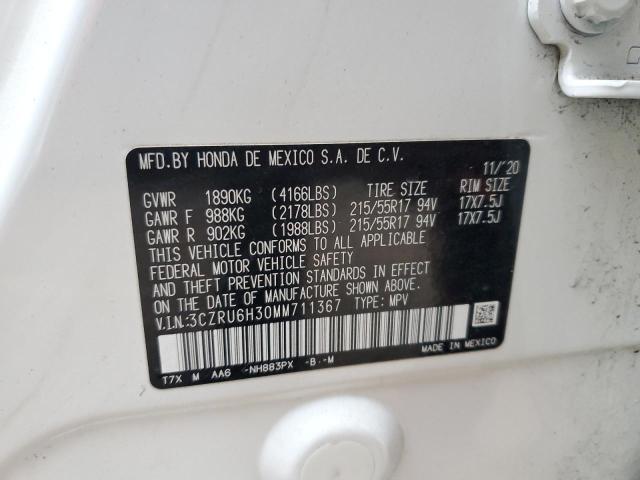 MFD.BY HONDA DE MEXICO S.A. DE C.V. 11/'20
GVWR 1890KG (4166LBS) TIRE SIZE RIM SIZE
GAWR F 988KG (2178LBS) 215/55R17 94V 17X7.5J
GAWR R 902KG (1988LBS) 215/55R17 94V 17X7.5J
THIS VEHICLE CONFORMS TO ALL APPLICABLE
FEDERAL MOTOR VEHICLE SAFETY
AND THEFT PREVENTION STANDARDS IN EFFECT
ON THE DATE OF MANUFACTURE SHOWN ABOVE.
V.I.N.:3CZRU6H30MM711367 TYPE: MPV
T7X M AA6 -NH883PX -B -M MADE IN MEXICO